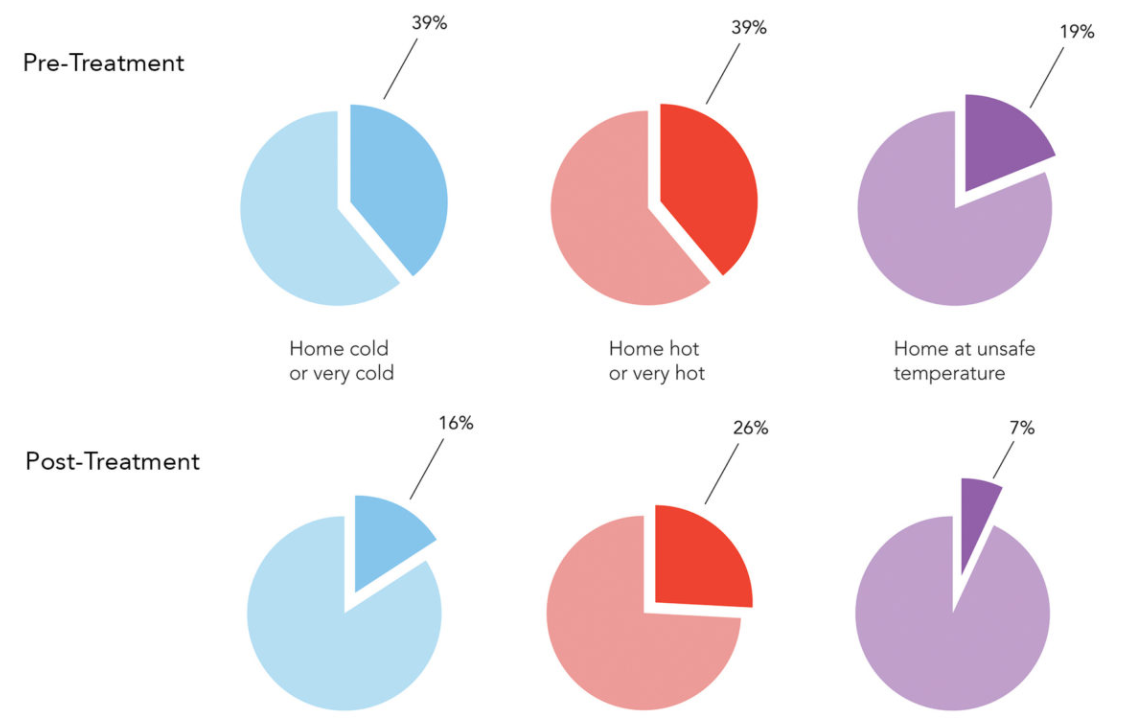 39%
39%
19%
Pre-Treatment
Home cold
or very cold
Home hot
or very hot
Home at unsafe
temperature
16%
26%
7%
Post-Treatment